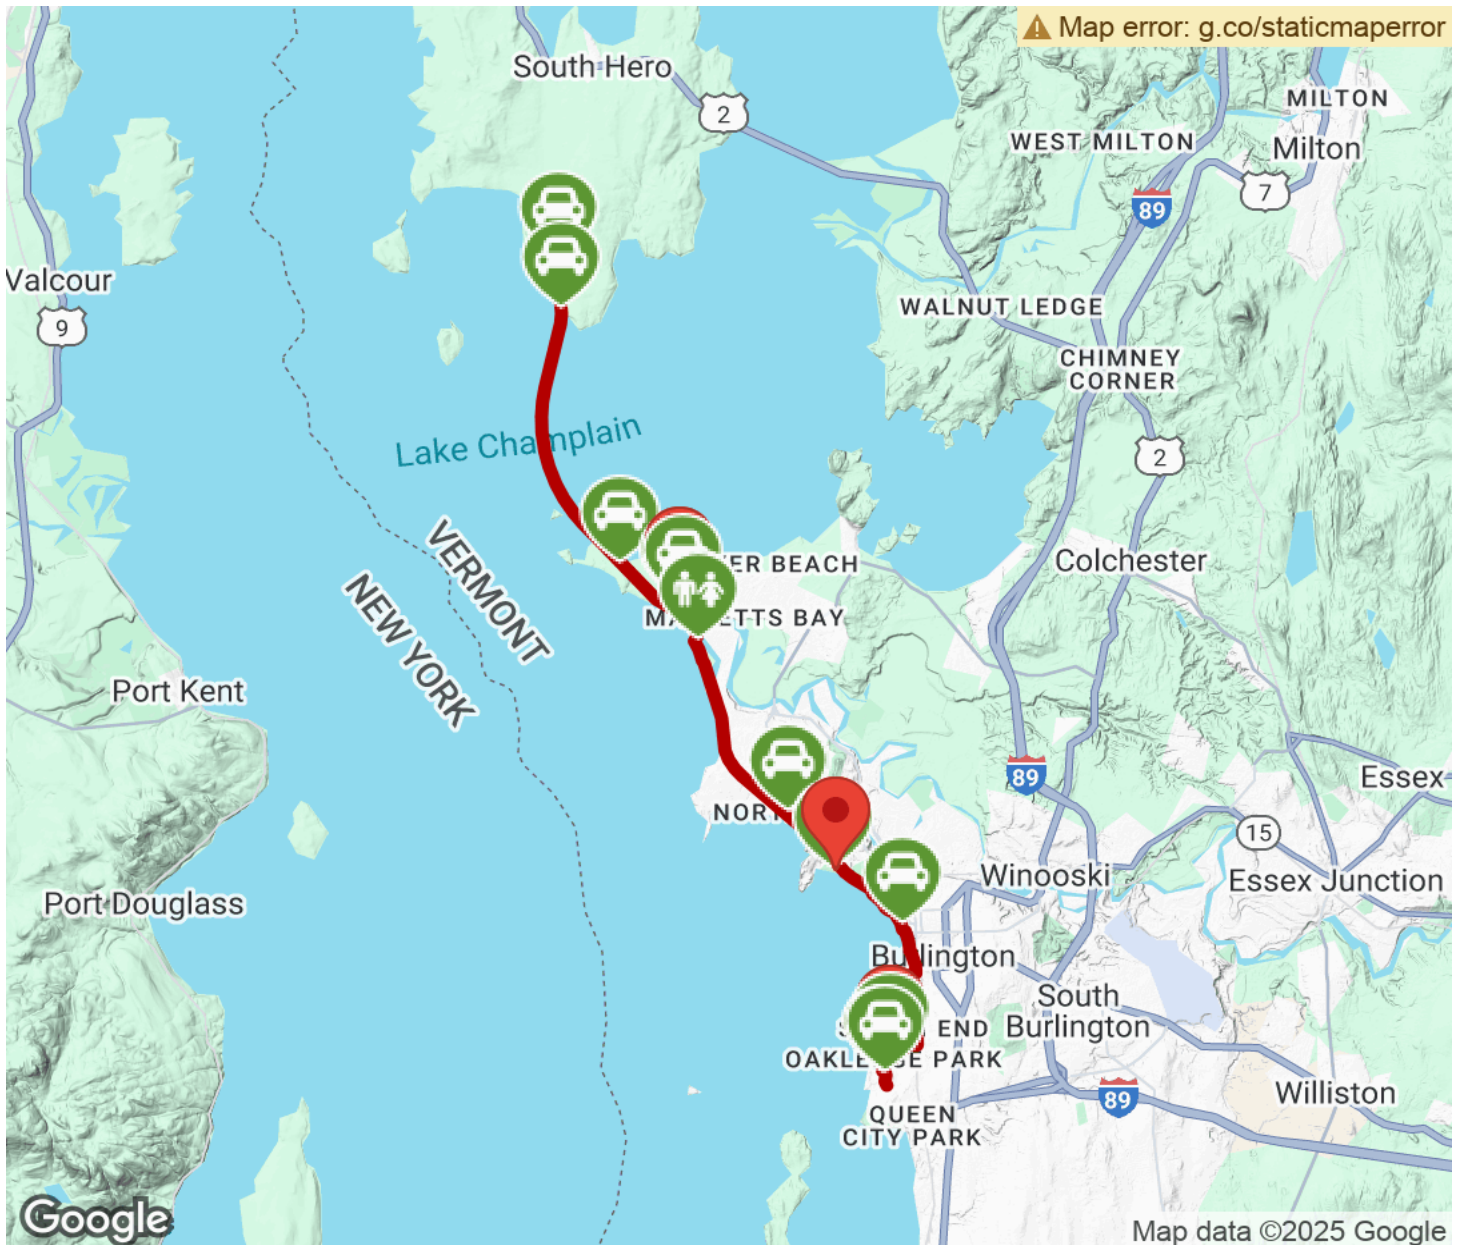 Map error: g.co/staticmaperror
South Hero
2
MILTON
WEST MILTON
Milton
7
89
Valcour
9
WALNUT LEDGE
CHIMNEY
CORNER
Lake Champlain
2
VERMONT
NEW YORK
BEACH
Colchester
BAY
Port Kent
89
Essex
15
Winooski
Essex Junction
Port Douglass
Burlington
South
Burlington
END
PARK
Williston
89
QUEEN
CITY PARK
Google
Map data ©2025 Google